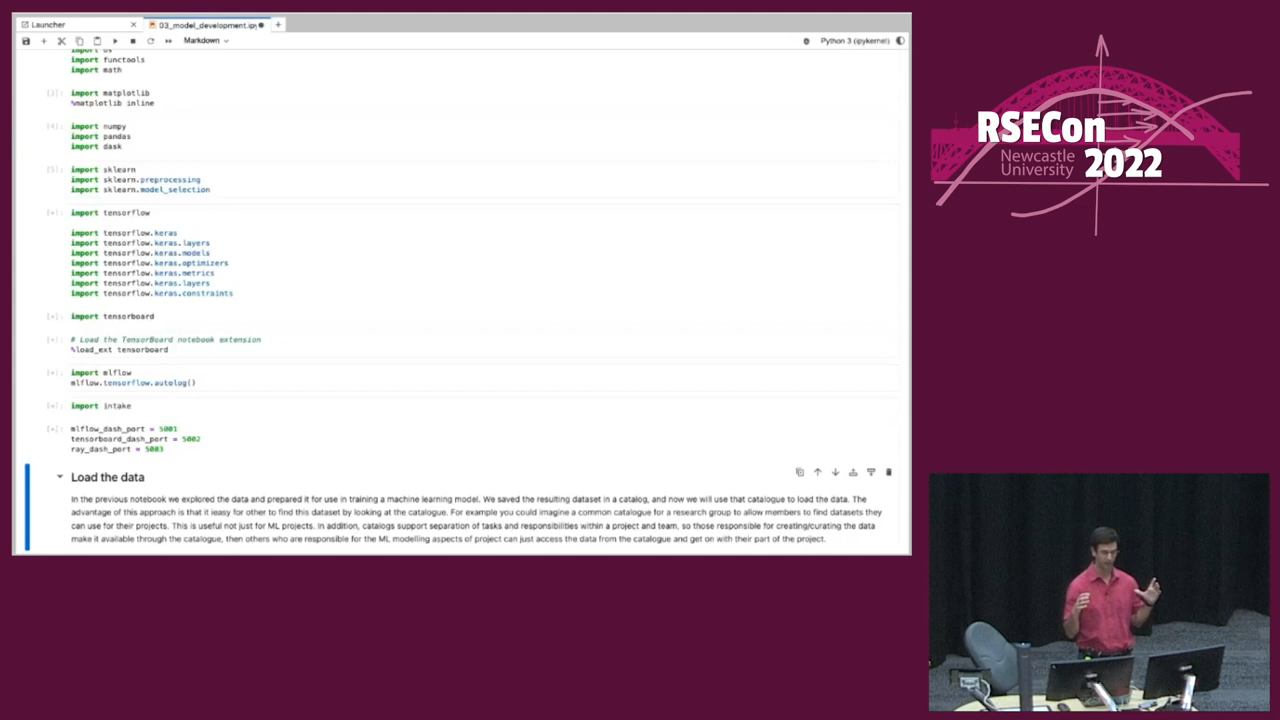 Launcher
03_model_development.ipy
Markdown
Python 3 (ipykernel)
import os
import functools
import math
[3]: import matplotlib
%matplotlib inline
[4]: import numpy
import pandas
import dask
[5]: import sklearn
import sklearn.preprocessing
import sklearn.model_selection
[*]: import tensorflow
import tensorflow.keras
import tensorflow.keras.layers
import tensorflow.keras.models
import tensorflow.keras.optimizers
import tensorflow.keras.metrics
import tensorflow.keras.layers
import tensorflow.keras.constraints
[*]: import tensorboard
[*]: # Load the TensorBoard notebook extension
%load_ext tensorboard
[*]: import mlflow
mlflow.tensorflow.autolog()
[*]: import intake
[*]: mlflow_dash_port = 5001
tensorboard_dash_port = 5002
ray_dash_port = 5003
Load the data
In the previous notebook we explored the data and prepared it for use in training a machine learning model. We saved the resulting dataset in a catalog, and now we will use that catalogue to load the data. The
advantage of this approach is that it ieasy for other to find this dataset by looking at the catalogue. For example you could imagine a common catalogue for a research group to allow members to find datasets they
can use for their projects. This is useful not just for ML projects. In addition, catalogs support separation of tasks and responsibilities within a project and team, so those responsible for creating/curating the data
make it available through the catalogue, then others who are responsible for the ML modelling aspects of project can just access the data from the catalogue and get on with their part of the project.
RSECon
Newcastle
University
2022